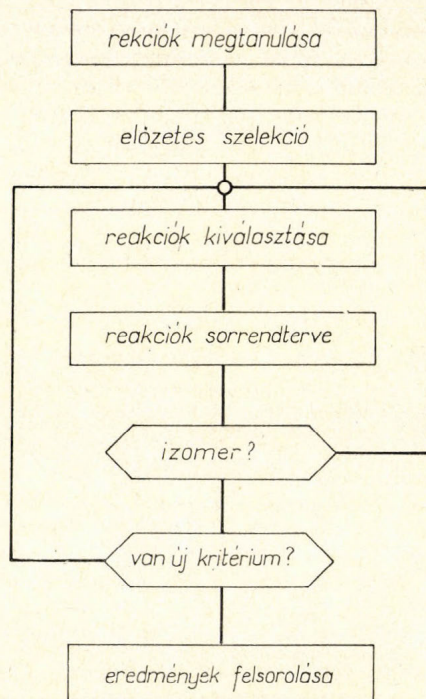 rekciók megtanulása
előzetes szelekció
reakciók kiválasztása
reakciók sorrendterve
izomer?
van új kritérium?
eredmények felsorolása